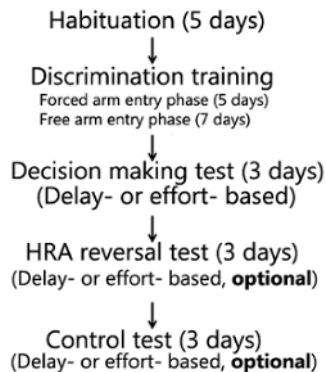 Habituation (5 days)
Discrimination training
Forced arm entry phase (5 days)
Free arm entry phase (7 days)
Decision making test (3 days)
(Delay- or effort- based)
HRA reversal test (3 days)
(Delay- or effort- based, optional)
Control test (3 days)
(Delay- or effort- based, optional)